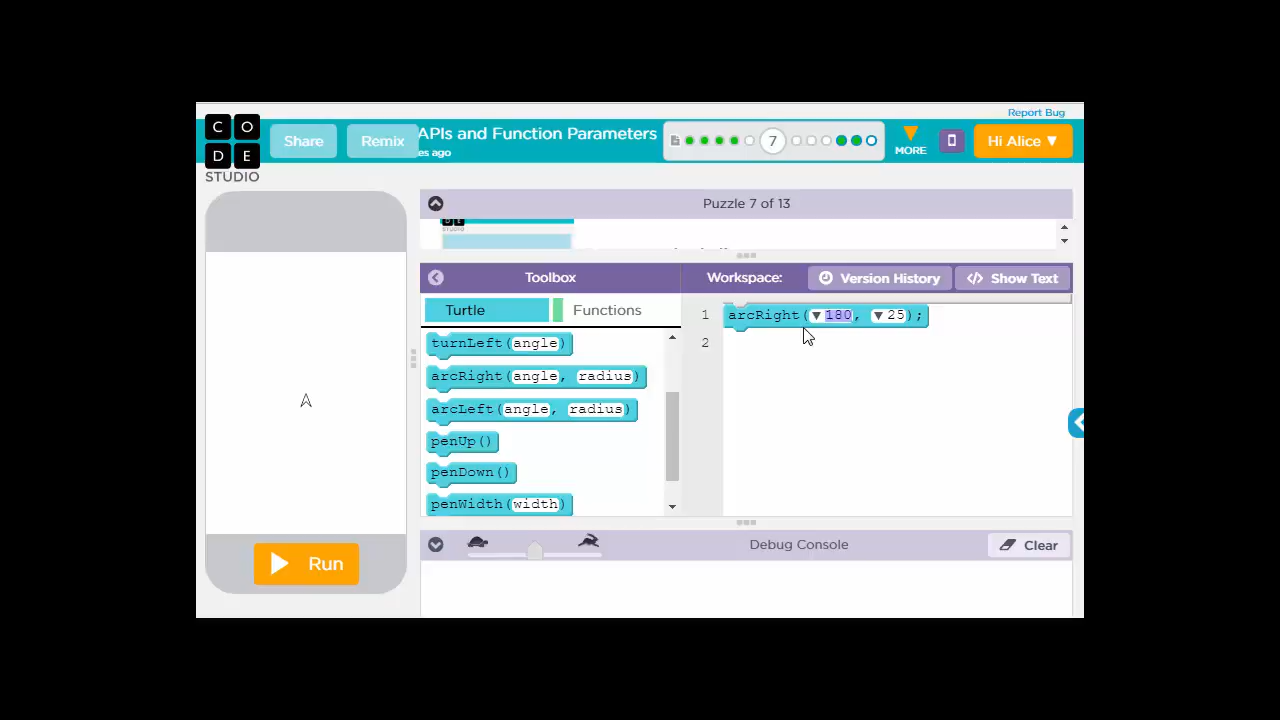 Report Bug
C O
D E
STUDIO
Share
Remix
APIs and Function Parameters
es ago
7
MORE
Hi Alice ▼
Puzzle 7 of 13
Toolbox
Workspace:
Version History
</> Show Text
Turtle
Functions
1 arcRight(▼180, ▼25);
2
turnLeft(angle)
arcRight(angle, radius)
arcLeft(angle, radius)
penUp()
penDown()
penWidth(width)
Run
Debug Console
Clear